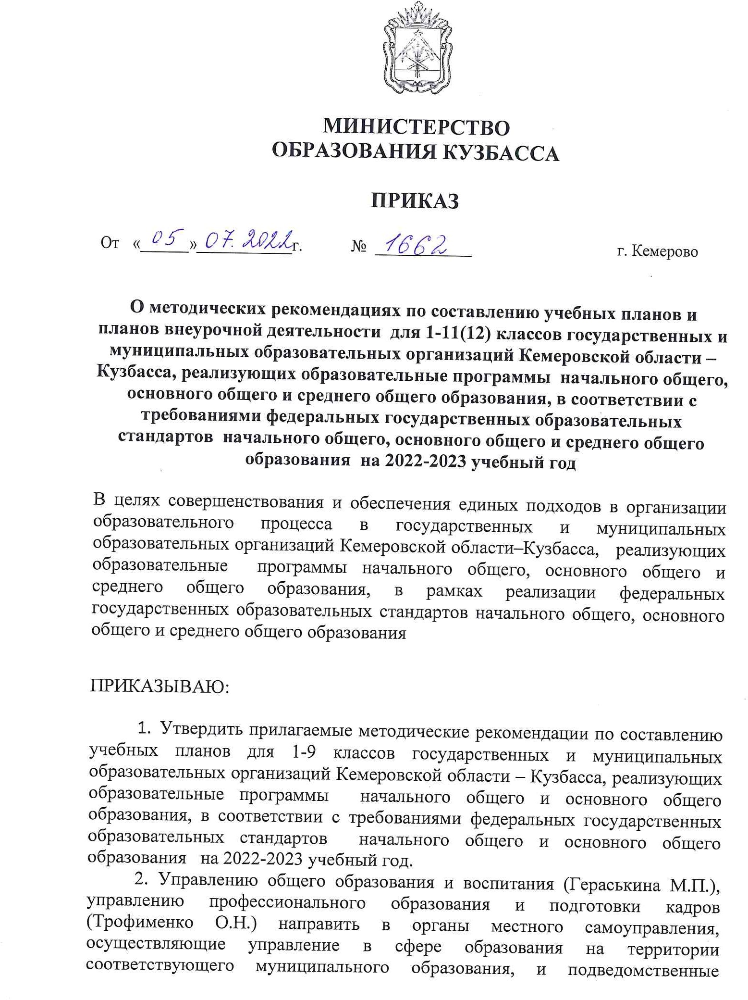 МИНИСТЕРСТВО
ОБРАЗОВАНИЯ КУЗБАССА
ПРИКАЗ
От «05» 07.2022г. № 1662 г. Кемерово
О методических рекомендациях по составлению учебных планов и
планов внеурочной деятельности для 1-11(12) классов государственных и
муниципальных образовательных организаций Кемеровской области –
Кузбасса, реализующих образовательные программы начального общего,
основного общего и среднего общего образования, в соответствии с
требованиями федеральных государственных образовательных
стандартов начального общего, основного общего и среднего общего
образования на 2022-2023 учебный год
В целях совершенствования и обеспечения единых подходов в организации
образовательного процесса в государственных и муниципальных
образовательных организаций Кемеровской области–Кузбасса, реализующих
образовательные программы начального общего, основного общего и
среднего общего образования, в рамках реализации федеральных
государственных образовательных стандартов начального общего, основного
общего и среднего общего образования
ПРИКАЗЫВАЮ:
1. Утвердить прилагаемые методические рекомендации по составлению
учебных планов для 1-9 классов государственных и муниципальных
образовательных организаций Кемеровской области – Кузбасса, реализующих
образовательные программы начального общего и основного общего
образования, в соответствии с требованиями федеральных государственных
образовательных стандартов начального общего и основного общего
образования на 2022-2023 учебный год.
2. Управлению общего образования и воспитания (Гераськина М.П.),
управлению профессионального образования и подготовки кадров
(Трофименко О.Н.) направить в органы местного самоуправления,
осуществляющие управление в сфере образования на территории
соответствующего муниципального образования, и подведомственные